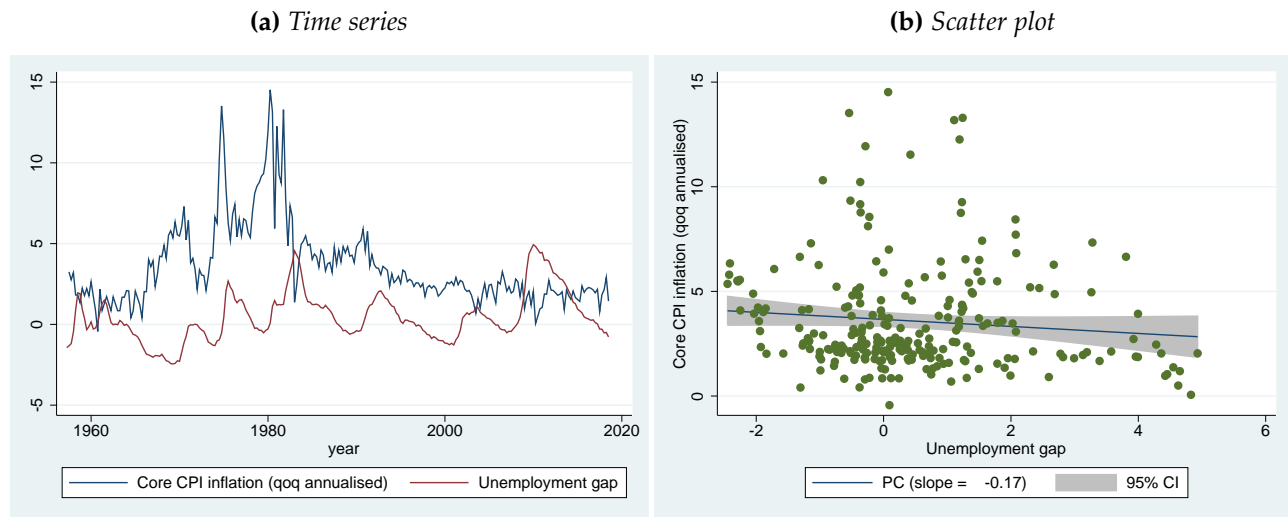 (a) Time series
15
10
5
0
-5
1960
1980
2000
2020
year
Core CPI inflation (qoq annualised)
Unemployment gap
(b) Scatter plot
Core CPI inflation (qoq annualised)
15
10
5
0
-2
0
2
4
6
Unemployment gap
PC (slope = -0.17)
95% CI